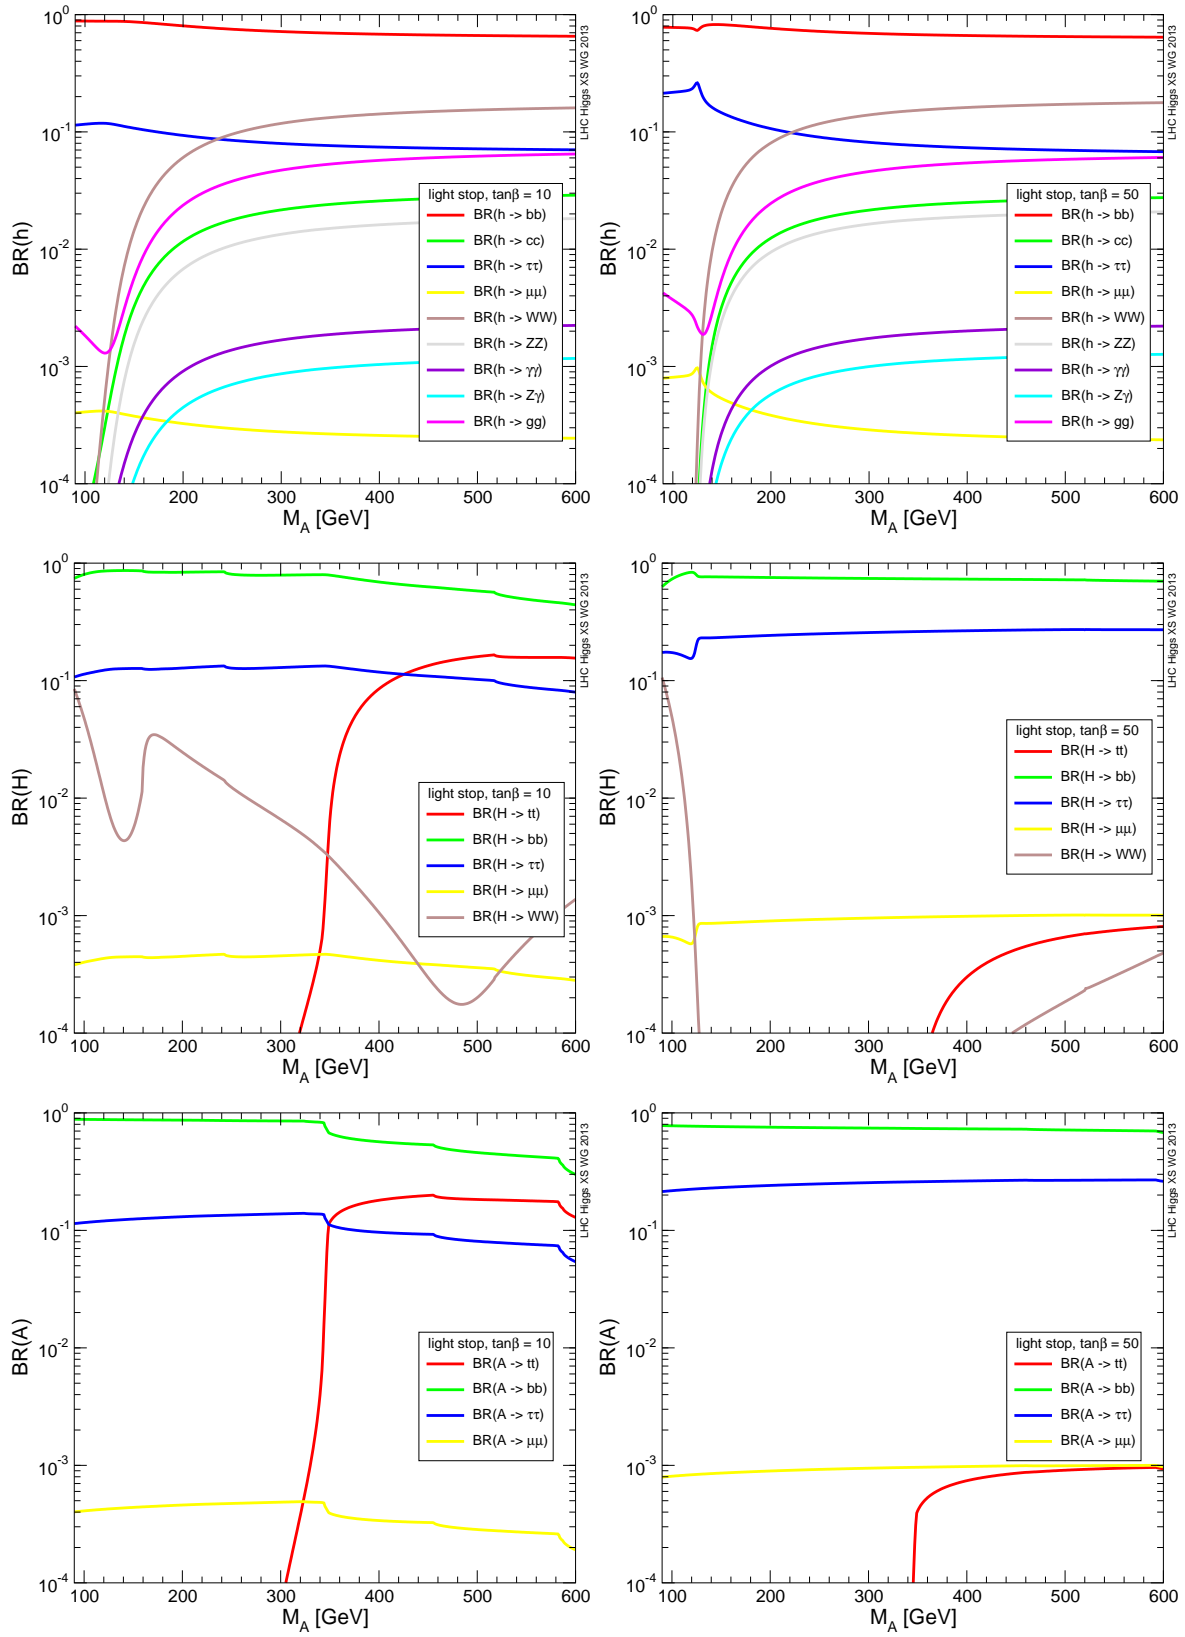 10^0
10^-1
10^-2
10^-3
10^-4
BR(h)
100 200 300 400 500 600
M_A [GeV]
LHC Higgs XS WG 2013
light stop, tanβ = 10
BR(h -> bb)
BR(h -> cc)
BR(h -> ττ)
BR(h -> μμ)
BR(h -> WW)
BR(h -> ZZ)
BR(h -> γγ)
BR(h -> Zγ)
BR(h -> gg)
10^0
10^-1
10^-2
10^-3
10^-4
BR(h)
100 200 300 400 500 600
M_A [GeV]
LHC Higgs XS WG 2013
light stop, tanβ = 50
BR(h -> bb)
BR(h -> cc)
BR(h -> ττ)
BR(h -> μμ)
BR(h -> WW)
BR(h -> ZZ)
BR(h -> γγ)
BR(h -> Zγ)
BR(h -> gg)
10^0
10^-1
10^-2
10^-3
10^-4
BR(H)
100 200 300 400 500 600
M_A [GeV]
LHC Higgs XS WG 2013
light stop, tanβ = 10
BR(H -> tt)
BR(H -> bb)
BR(H -> ττ)
BR(H -> μμ)
BR(H -> WW)
10^0
10^-1
10^-2
10^-3
10^-4
BR(H)
100 200 300 400 500 600
M_A [GeV]
LHC Higgs XS WG 2013
light stop, tanβ = 50
BR(H -> tt)
BR(H -> bb)
BR(H -> ττ)
BR(H -> μμ)
BR(H -> WW)
10^0
10^-1
10^-2
10^-3
10^-4
BR(A)
100 200 300 400 500 600
M_A [GeV]
LHC Higgs XS WG 2013
light stop, tanβ = 10
BR(A -> tt)
BR(A -> bb)
BR(A -> ττ)
BR(A -> μμ)
10^0
10^-1
10^-2
10^-3
10^-4
BR(A)
100 200 300 400 500 600
M_A [GeV]
LHC Higgs XS WG 2013
light stop, tanβ = 50
BR(A -> tt)
BR(A -> bb)
BR(A -> ττ)
BR(A -> μμ)